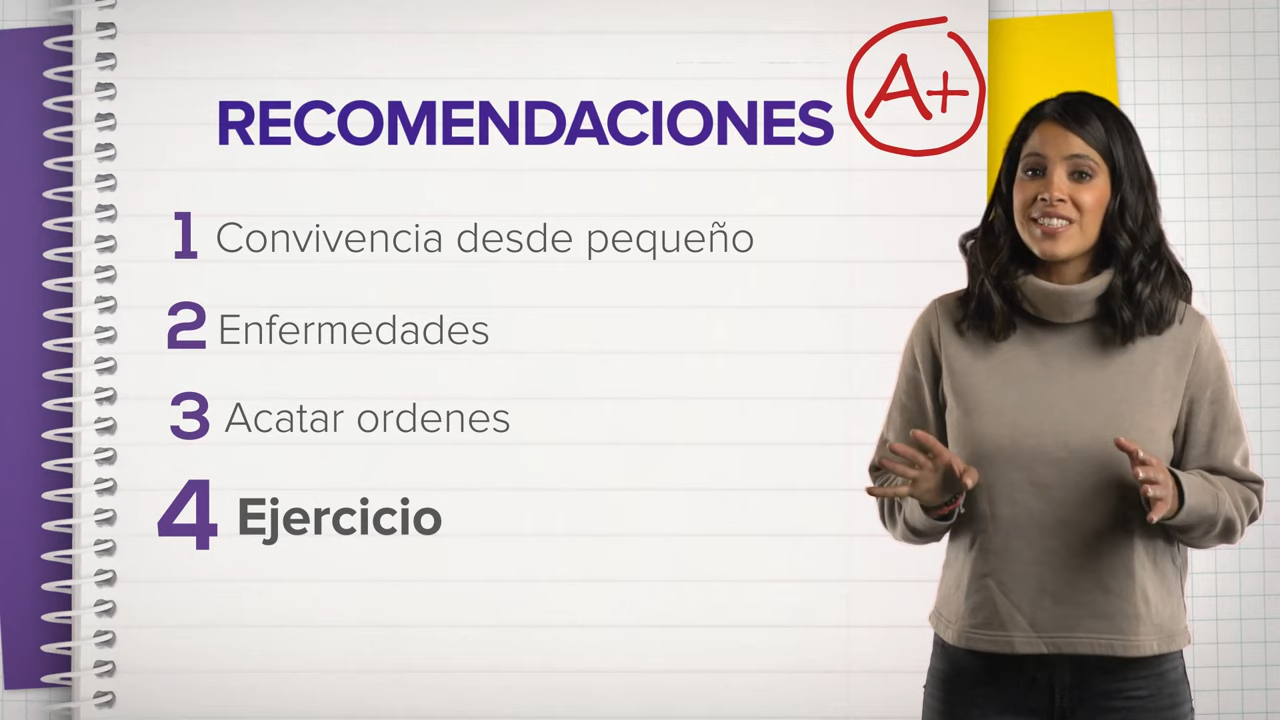 RECOMENDACIONES A+
1 Convivencia desde pequeño
2 Enfermedades
3 Acatar ordenes
4 Ejercicio